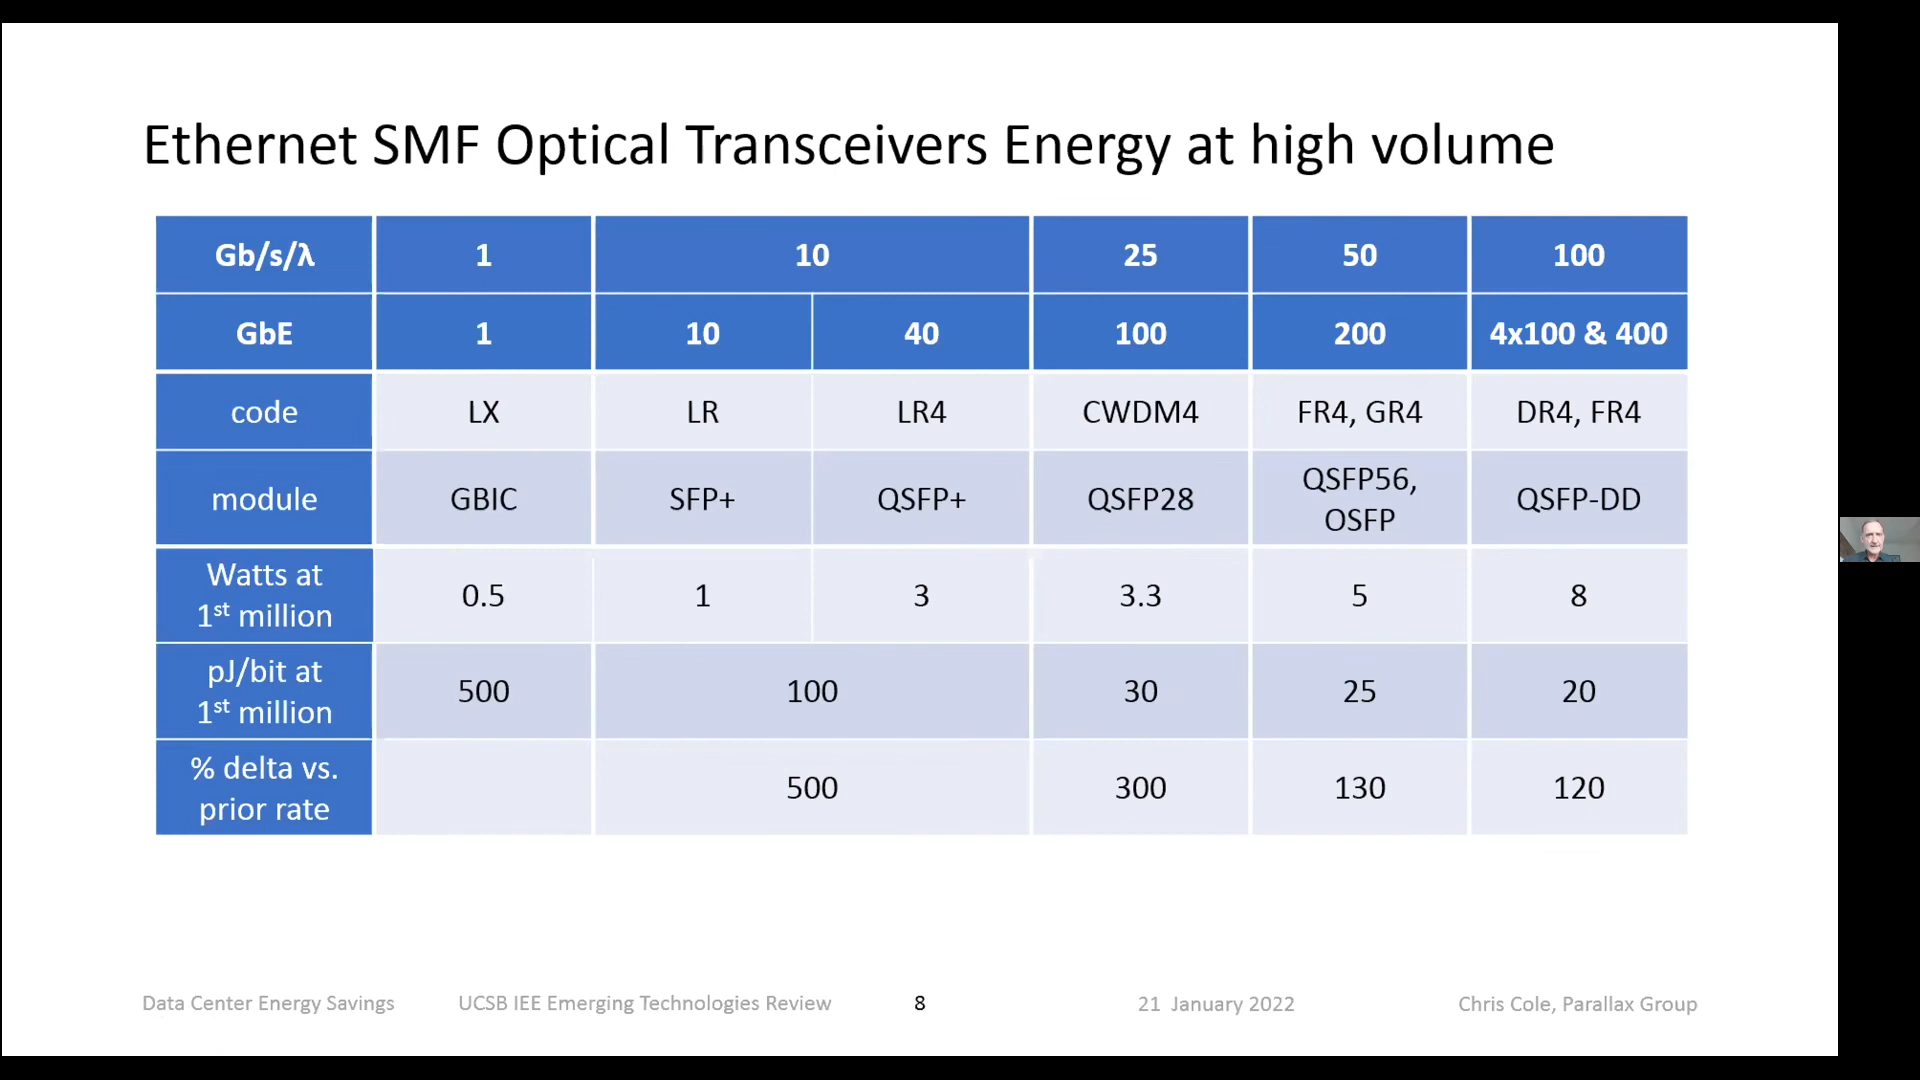 Ethernet SMF Optical Transceivers Energy at high volume
Gb/s/λ 1 10 25 50 100
GbE 1 10 40 100 200 4x100 & 400
code LX LR LR4 CWDM4 FR4, GR4 DR4, FR4
module GBIC SFP+ QSFP+ QSFP28 QSFP56, OSFP QSFP-DD
Watts at 1st million 0.5 1 3 3.3 5 8
pJ/bit at 1st million 500 100 30 25 20
% delta vs. prior rate 500 300 130 120
Data Center Energy Savings UCSB IEE Emerging Technologies Review 8 21 January 2022 Chris Cole, Parallax Group